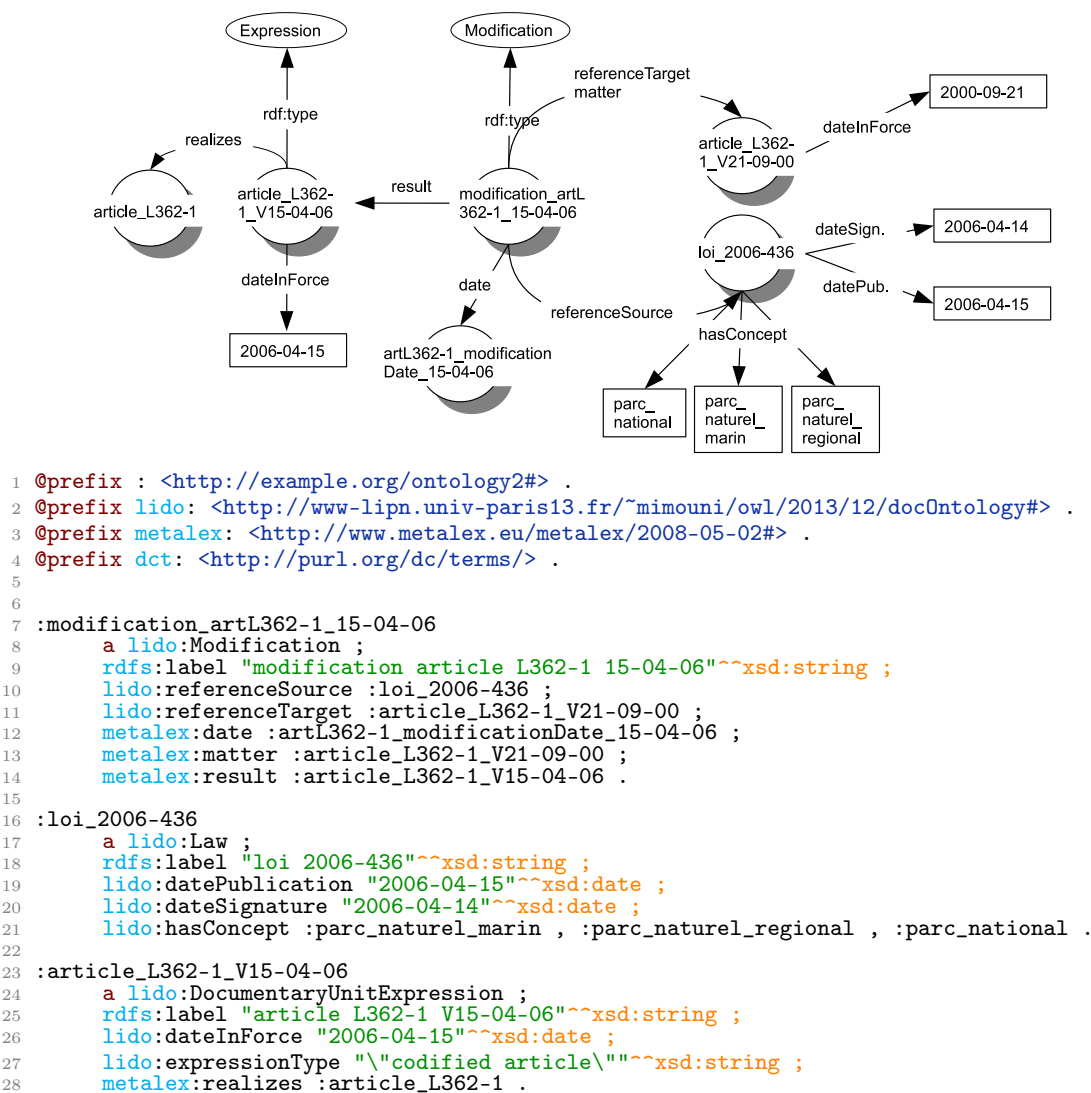 Expression
Modification
referenceTarget
matter
2000-09-21
rdf:type
rdf:type
dateInForce
realizes
article_L362-
1_V21-09-00
article_L362-1
article_L362-
1_V15-04-06
result
modification_artL
362-1_15-04-06
dateSign.
2006-04-14
loi_2006-436
dateInForce
date
datePub.
2006-04-15
referenceSource
hasConcept
2006-04-15
artL362-1_modification
Date_15-04-06
parc_
national
parc_
naturel_
marin
parc_
naturel_
regional
1 @prefix : <http://example.org/ontology2#> .
2 @prefix lido: <http://www-lipn.univ-paris13.fr/~mimouni/owl/2013/12/docOntology#> .
3 @prefix metalex: <http://www.metalex.eu/metalex/2008-05-02#> .
4 @prefix dct: <http://purl.org/dc/terms/> .
5
6
7 :modification_artL362-1_15-04-06
8 a lido:Modification ;
9 rdfs:label "modification article L362-1 15-04-06"^^xsd:string ;
10 lido:referenceSource :loi_2006-436 ;
11 lido:referenceTarget :article_L362-1_V21-09-00 ;
12 metalex:date :artL362-1_modificationDate_15-04-06 ;
13 metalex:matter :article_L362-1_V21-09-00 ;
14 metalex:result :article_L362-1_V15-04-06 .
15
16 :loi_2006-436
17 a lido:Law ;
18 rdfs:label "loi 2006-436"^^xsd:string ;
19 lido:datePublication "2006-04-15"^^xsd:date ;
20 lido:dateSignature "2006-04-14"^^xsd:date ;
21 lido:hasConcept :parc_naturel_marin , :parc_naturel_regional , :parc_national .
22
23 :article_L362-1_V15-04-06
24 a lido:DocumentaryUnitExpression ;
25 rdfs:label "article L362-1 V15-04-06"^^xsd:string ;
26 lido:dateInForce "2006-04-15"^^xsd:date ;
27 lido:expressionType "\"codified article\""^^xsd:string ;
28 metalex:realizes :article_L362-1 .